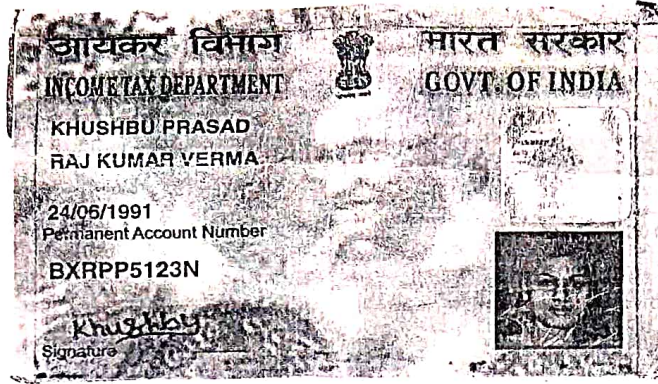 आयकर विभाग
भारत सरकार
INCOME TAX DEPARTMENT
GOVT. OF INDIA
KHUSHBU PRASAD
RAJ KUMAR VERMA
24/06/1991
Permanent Account Number
BXRPP5123N
Khushby
Signature